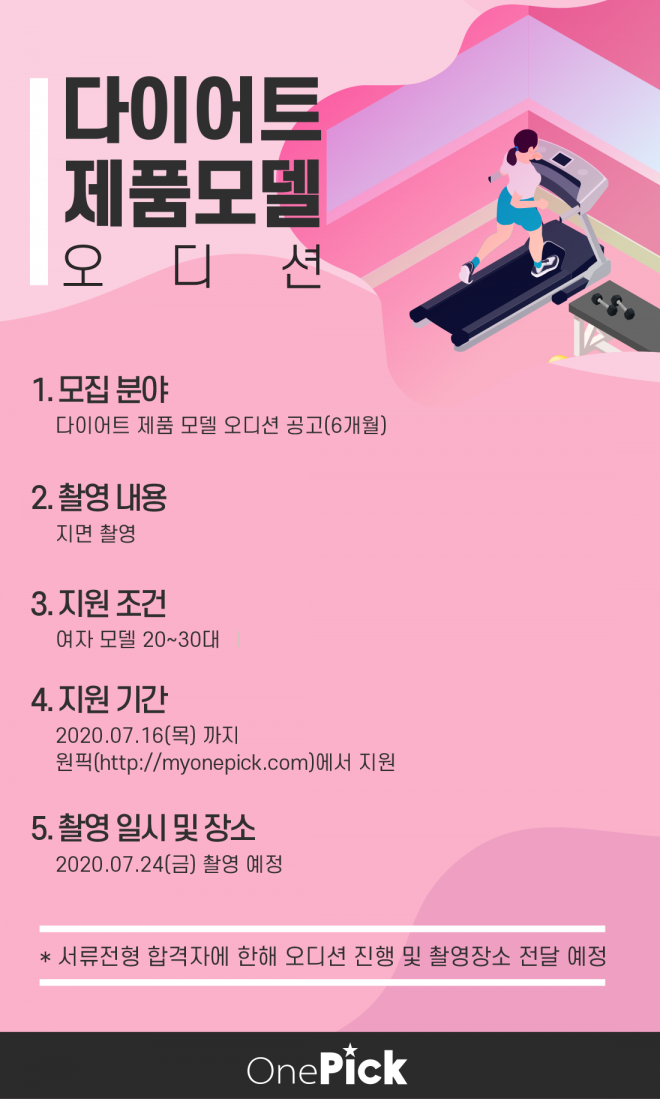 다이어트
제품모델
오 디 션
1. 모집 분야
다이어트 제품 모델 오디션 공고(6개월)
2. 촬영 내용
지면 촬영
3. 지원 조건
여자 모델 20~30대
4. 지원 기간
2020.07.16(목) 까지
원픽(http://myonepick.com)에서 지원
5. 촬영 일시 및 장소
2020.07.24(금) 촬영 예정
* 서류전형 합격자에 한해 오디션 진행 및 촬영장소 전달 예정
OnePick